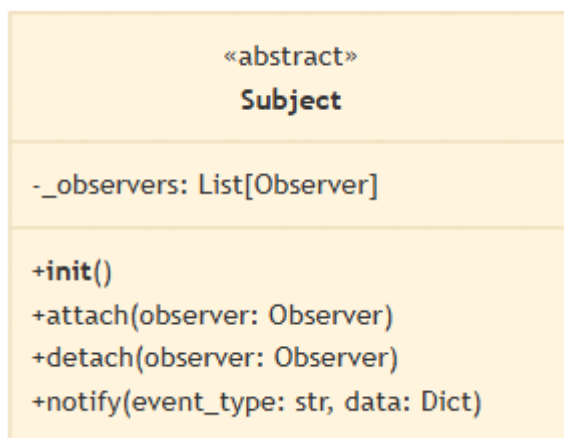 «abstract»
Subject
-_observers: List[Observer]
+init()
+attach(observer: Observer)
+detach(observer: Observer)
+notify(event_type: str, data: Dict)